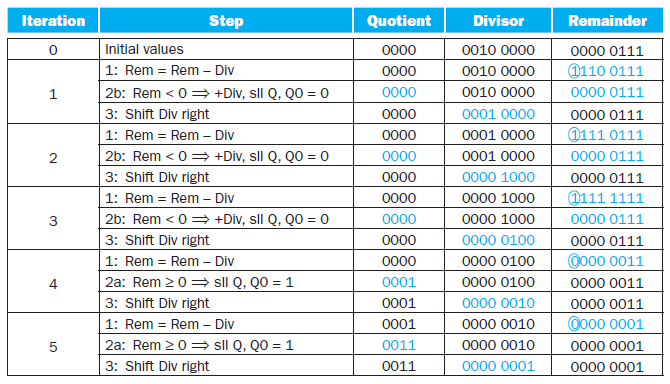 Iteration Step Quotient Divisor Remainder
0 Initial values 0000 0010 0000 0000 0111
1: Rem = Rem – Div 0000 0010 0000 1110 0111
1 2b: Rem < 0 ⟹ +Div, sll Q, Q0 = 0 0000 0010 0000 0000 0111
3: Shift Div right 0000 0001 0000 0000 0111
1: Rem = Rem – Div 0000 0001 0000 1111 0111
2 2b: Rem < 0 ⟹ +Div, sll Q, Q0 = 0 0000 0001 0000 0000 0111
3: Shift Div right 0000 0000 1000 0000 0111
1: Rem = Rem – Div 0000 0000 1000 1111 1111
3 2b: Rem < 0 ⟹ +Div, sll Q, Q0 = 0 0000 0000 1000 0000 0111
3: Shift Div right 0000 0000 0100 0000 0111
1: Rem = Rem – Div 0000 0000 0100 0000 0011
4 2a: Rem ≥ 0 ⟹ sll Q, Q0 = 1 0001 0000 0100 0000 0011
3: Shift Div right 0001 0000 0010 0000 0011
1: Rem = Rem – Div 0001 0000 0010 0000 0001
5 2a: Rem ≥ 0 ⟹ sll Q, Q0 = 1 0011 0000 0010 0000 0001
3: Shift Div right 0011 0000 0001 0000 0001